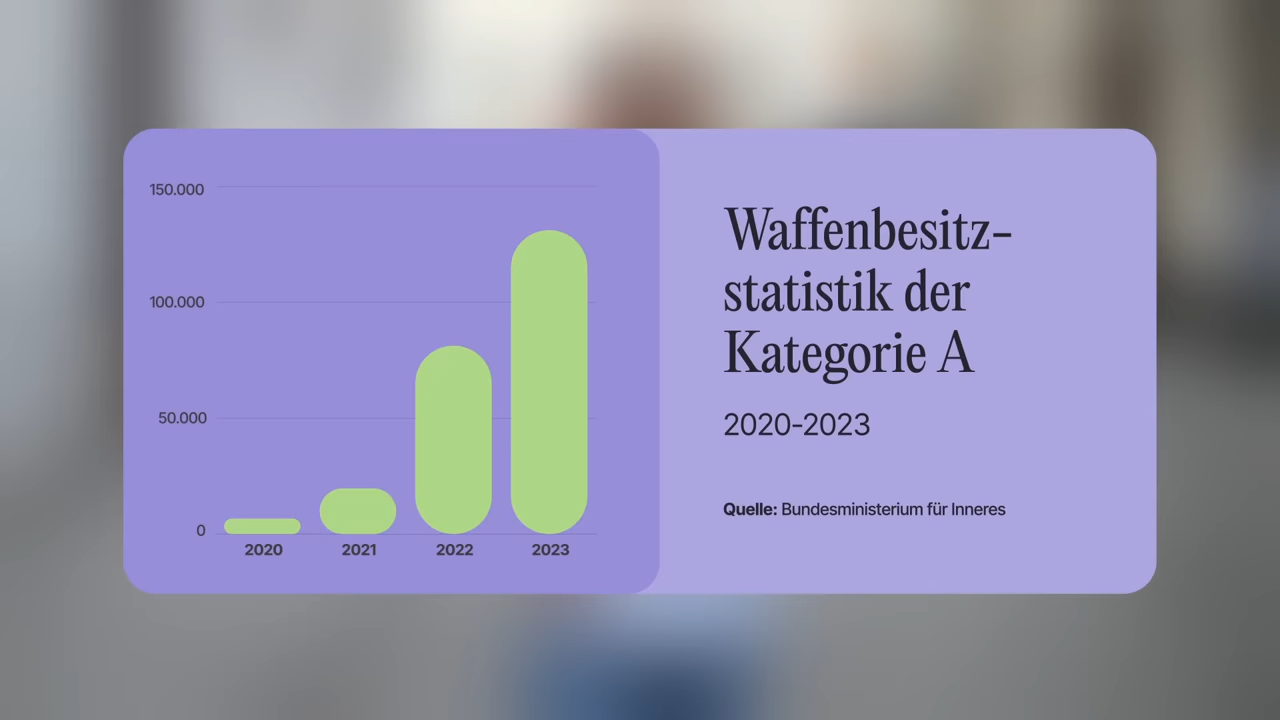 150.000
100.000
50.000
0
2020 2021 2022 2023
Waffenbesitz-
statistik der
Kategorie A
2020-2023
Quelle: Bundesministerium für Inneres